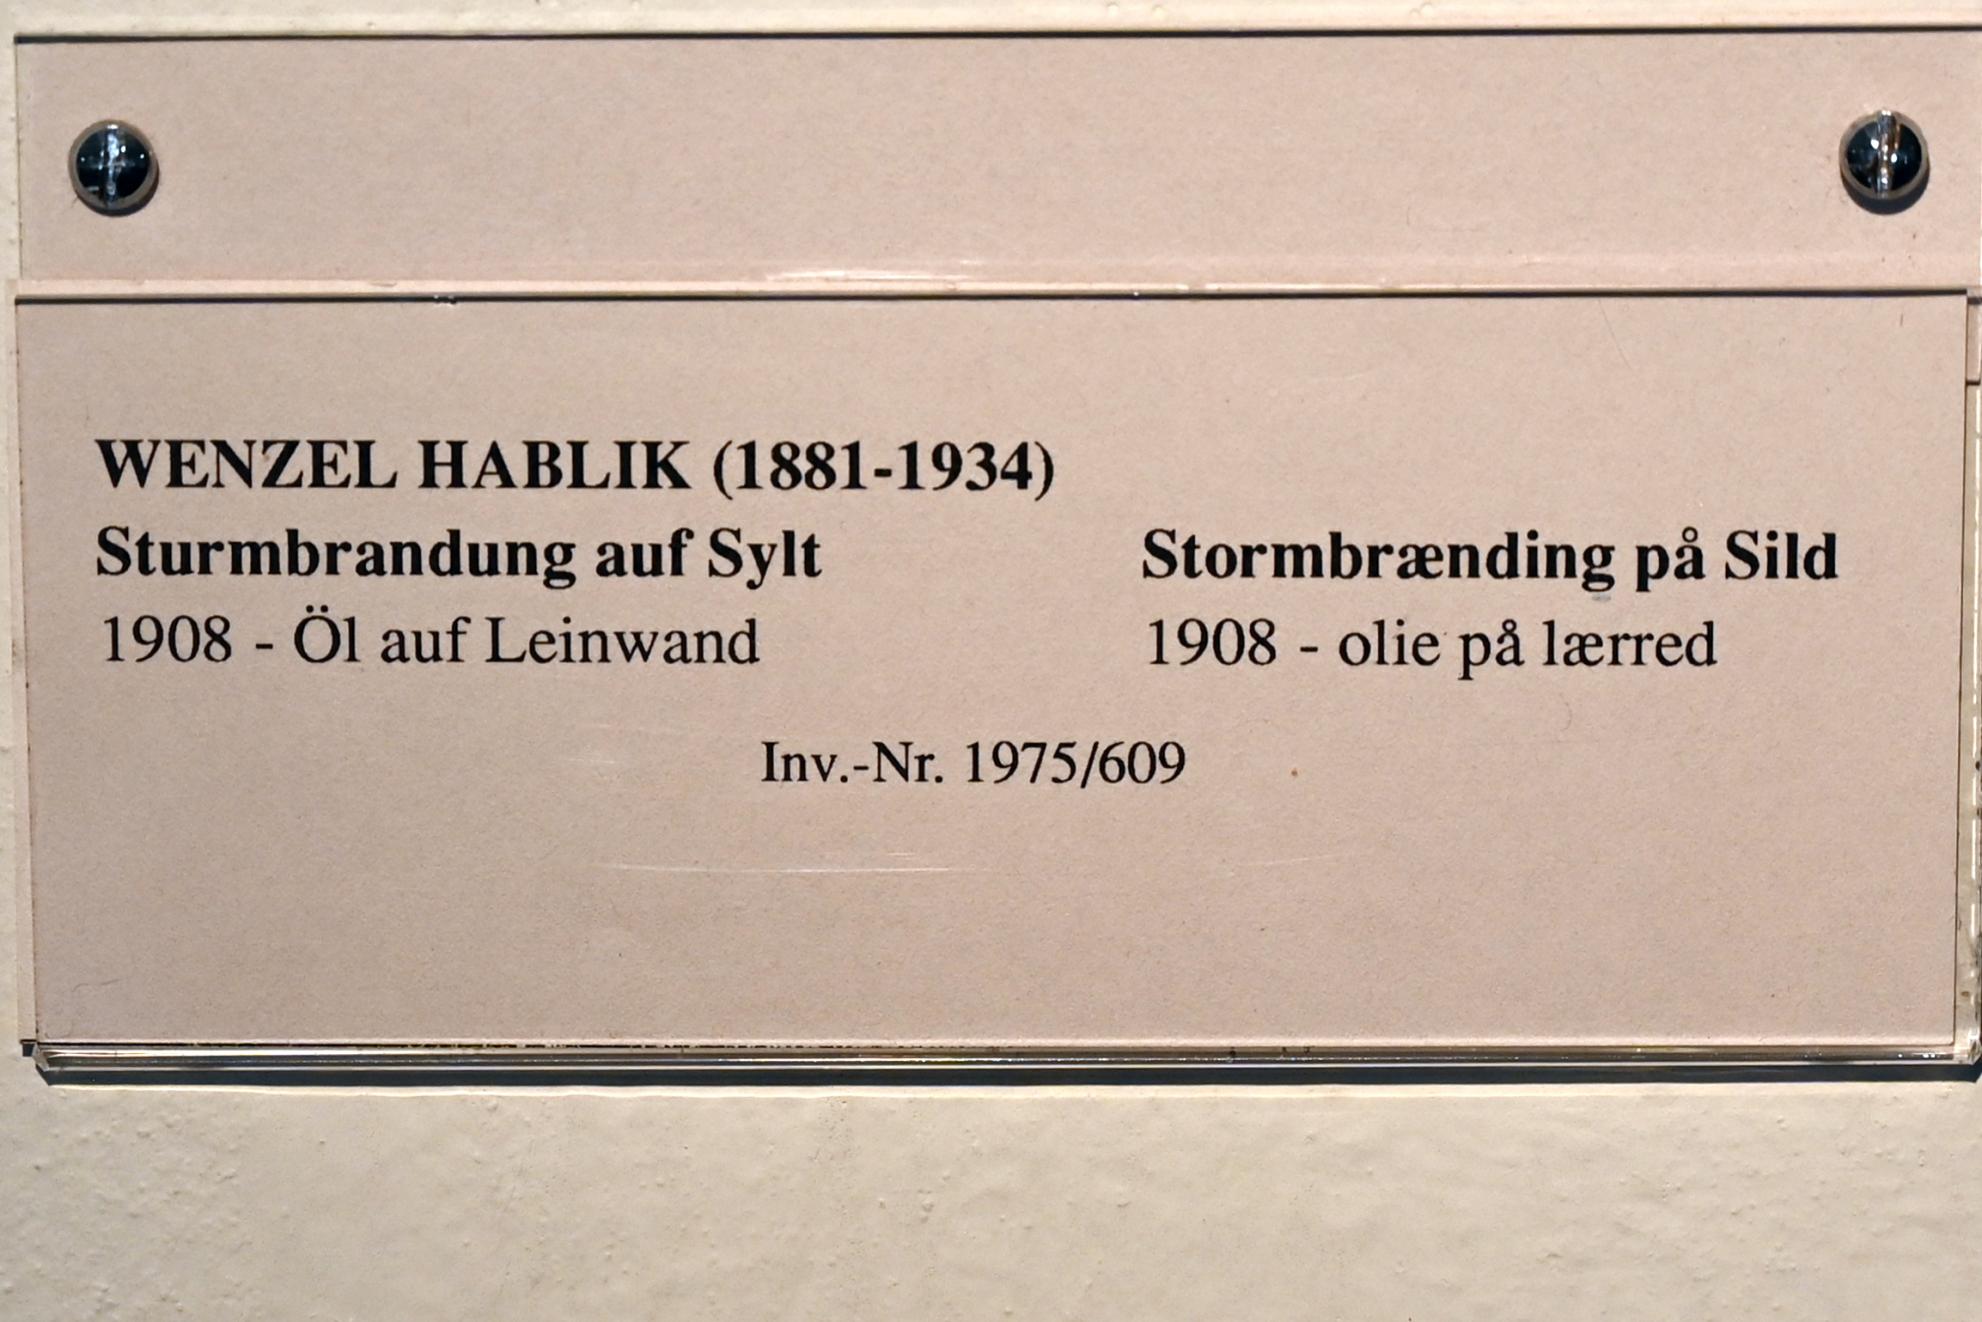 WENZEL HABLIK (1881-1934)
Sturmbrandung auf Sylt
1908 - Öl auf Leinwand
Stormbrænding på Sild
1908 - olie på lærred
Inv.-Nr. 1975/609